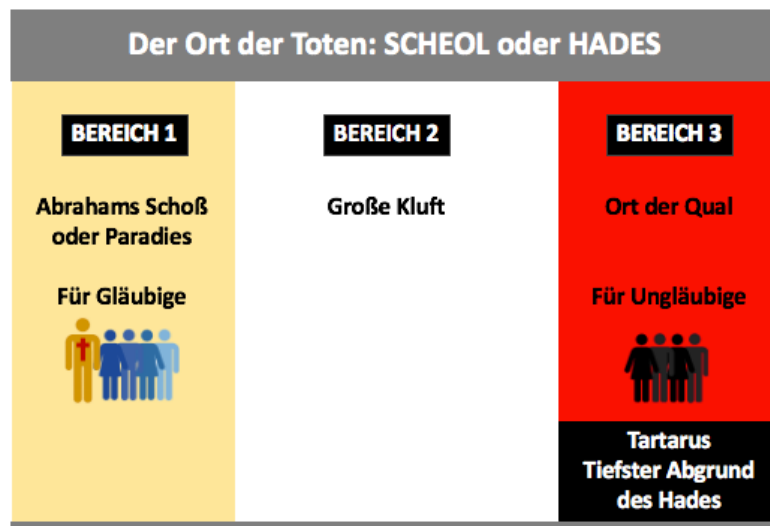 Der Ort der Toten: SCHEOL oder HADES
BEREICH 1
Abrahams Schoß
oder Paradies
Für Gläubige
BEREICH 2
Große Kluft
BEREICH 3
Ort der Qual
Für Ungläubige
Tartarus
Tiefster Abgrund
des Hades